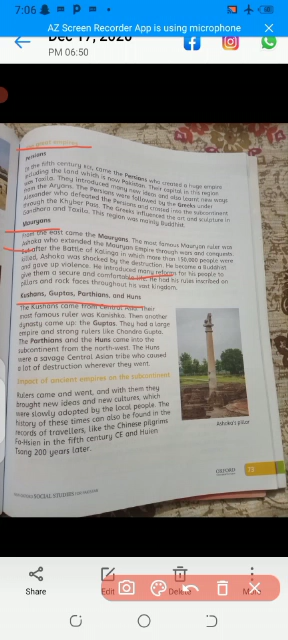 7:06
AZ Screen Recorder App is using microphone
Dec 17, 2020
PM 06:50
Persians
In the fifth century BCE, came the Persians who created a huge empire
including the land which is now Pakistan. Their capital in this region
was Taxila. They introduced many new ideas and also learnt new ways
from the Aryans. The Persians were followed by the Greeks under
Alexander who defeated the Persians and crossed into the subcontinent
through the Khyber Pass. The Greeks influenced the art and sculpture in
Gandhara and Taxila. This region was mainly Buddhist.
Mauryans
From the east came the Mauryans. The most famous Mauryan ruler was
Ashoka who extended the Mauryan Empire through wars and conquests
but after the Battle of Kalinga in which more than 150,000 people were
killed, Ashoka was shocked by the destruction. He became a Buddhist
and gave up violence. He introduced many reforms for his people to
give them a secure and comfortable life. He had his rules inscribed on
pillars and rock faces throughout his vast kingdom.
Kushans, Guptas, Parthians, and Huns
The Kushans came from Central Asia. Their
most famous ruler was Kanishka. Then another
dynasty came up: the Guptas. They had a large
empire and strong rulers like Chandra Gupta.
The Parthians and the Huns came into the
subcontinent from the north-west. The Huns
were a savage Central Asian tribe who caused
a lot of destruction wherever they went.
Impact of ancient empires on the subcontinent
Rulers came and went, and with them they
brought new ideas and new cultures, which
were slowly adopted by the local people. The
history of these times can also be found in the
records of travellers, like the Chinese pilgrims
Fa-Hsien in the fifth century CE and Hsien
Tsang 200 years later.
Ashoka's pillar
OXFORD
73
SOCIAL STUDIES FOR PAKISTAN
Share
Edit
Delete